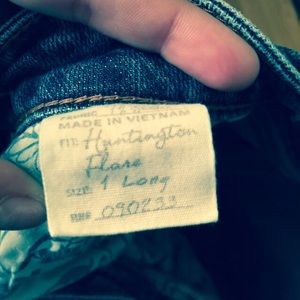 MADE IN VIETNAM
FIT: Huntington
Flare
SIZE: 1 Long
090233